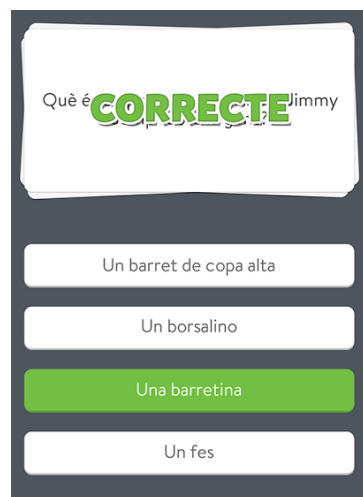 Què é
CORRECTE
Jimmy
Un barret de copa alta
Un borsalino
Una barretina
Un fes